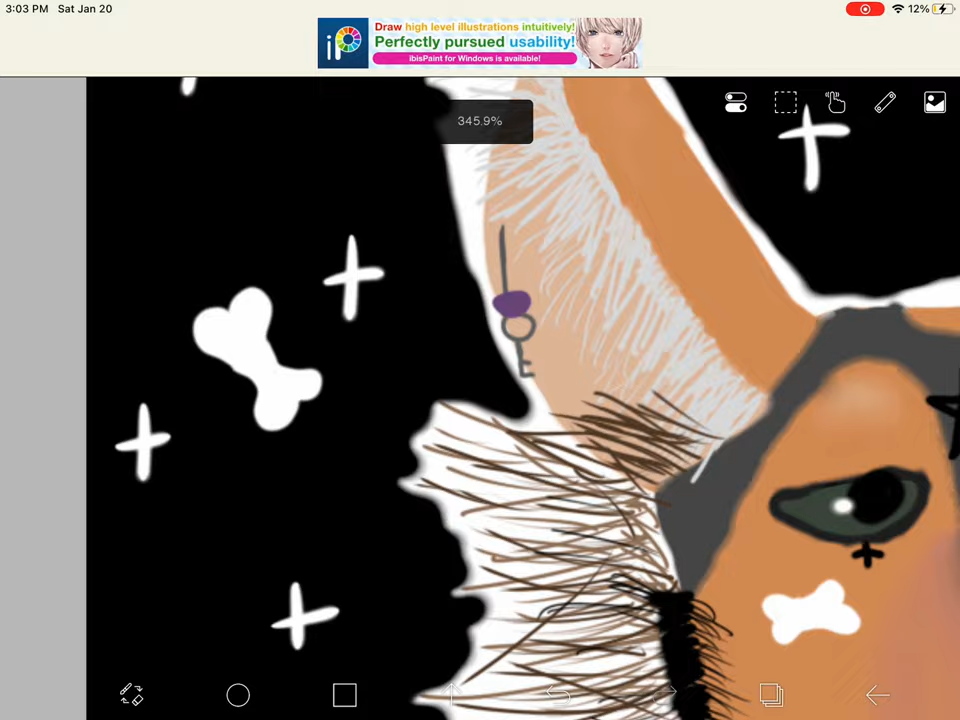 3:03 PM Sat Jan 20
12%
iP
Draw high level illustrations intuitively!
Perfectly pursued usability!
ibisPaint for Windows is available!
345.9%